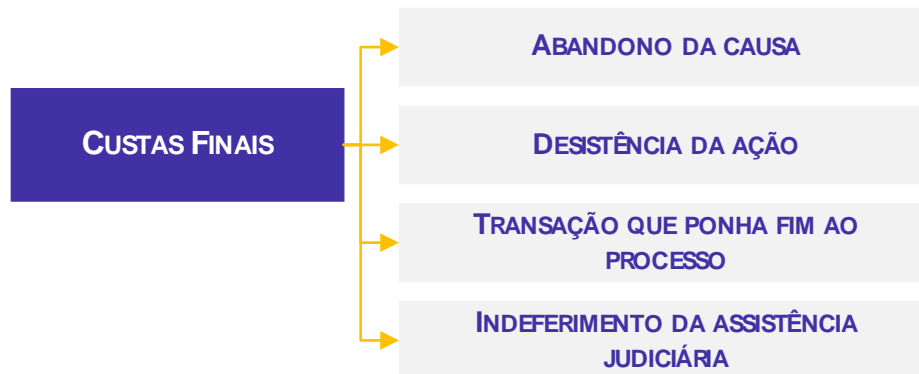 CUSTAS FINAIS
ABANDONO DA CAUSA
DESISTÊNCIA DA AÇÃO
TRANSAÇÃO QUE PONHA FIM AO
PROCESSO
INDEFERIMENTO DA ASSISTÊNCIA
JUDICIÁRIA